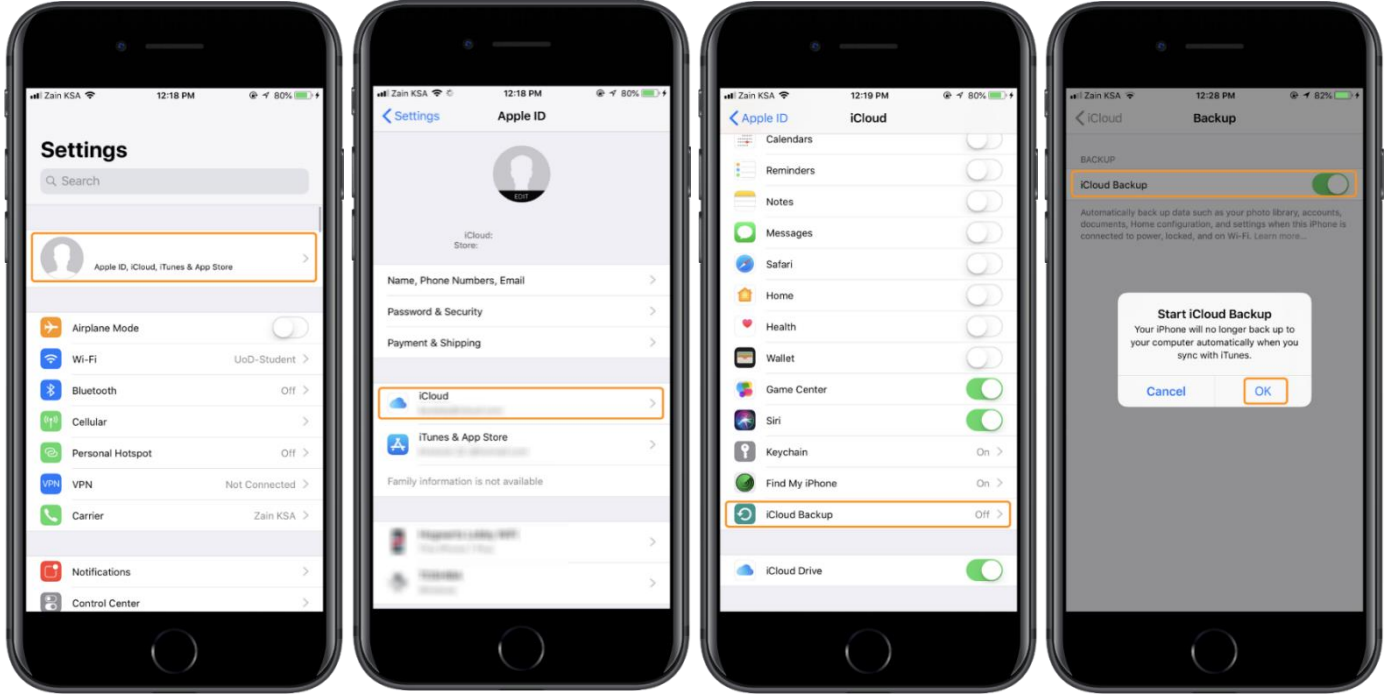 Zain KSA 12:18 PM 80%
Settings
Search
Apple ID, iCloud, iTunes & App Store
Airplane Mode
Wi-Fi UoD-Student
Bluetooth Off
Cellular
Personal Hotspot Off
VPN VPN Not Connected
Carrier Zain KSA
Notifications
Control Center
Zain KSA 12:18 PM 80%
Settings Apple ID
EDIT
iCloud:
Store:
Name, Phone Numbers, Email
Password & Security
Payment & Shipping
iCloud
iTunes & App Store
Family information is not available
Zain KSA 12:19 PM 80%
Apple ID iCloud
Calendars
Reminders
Notes
Messages
Safari
Home
Health
Wallet
Game Center
Siri
Keychain On
Find My iPhone On
iCloud Backup Off
iCloud Drive
Zain KSA 12:28 PM 82%
iCloud Backup
BACKUP
iCloud Backup
Automatically back up data such as your photo library, accounts,
documents, Home configuration, and settings when this iPhone is
connected to power, locked, and on Wi-Fi. Learn more...
Start iCloud Backup
Your iPhone will no longer back up to
your computer automatically when you
sync with iTunes.
Cancel OK